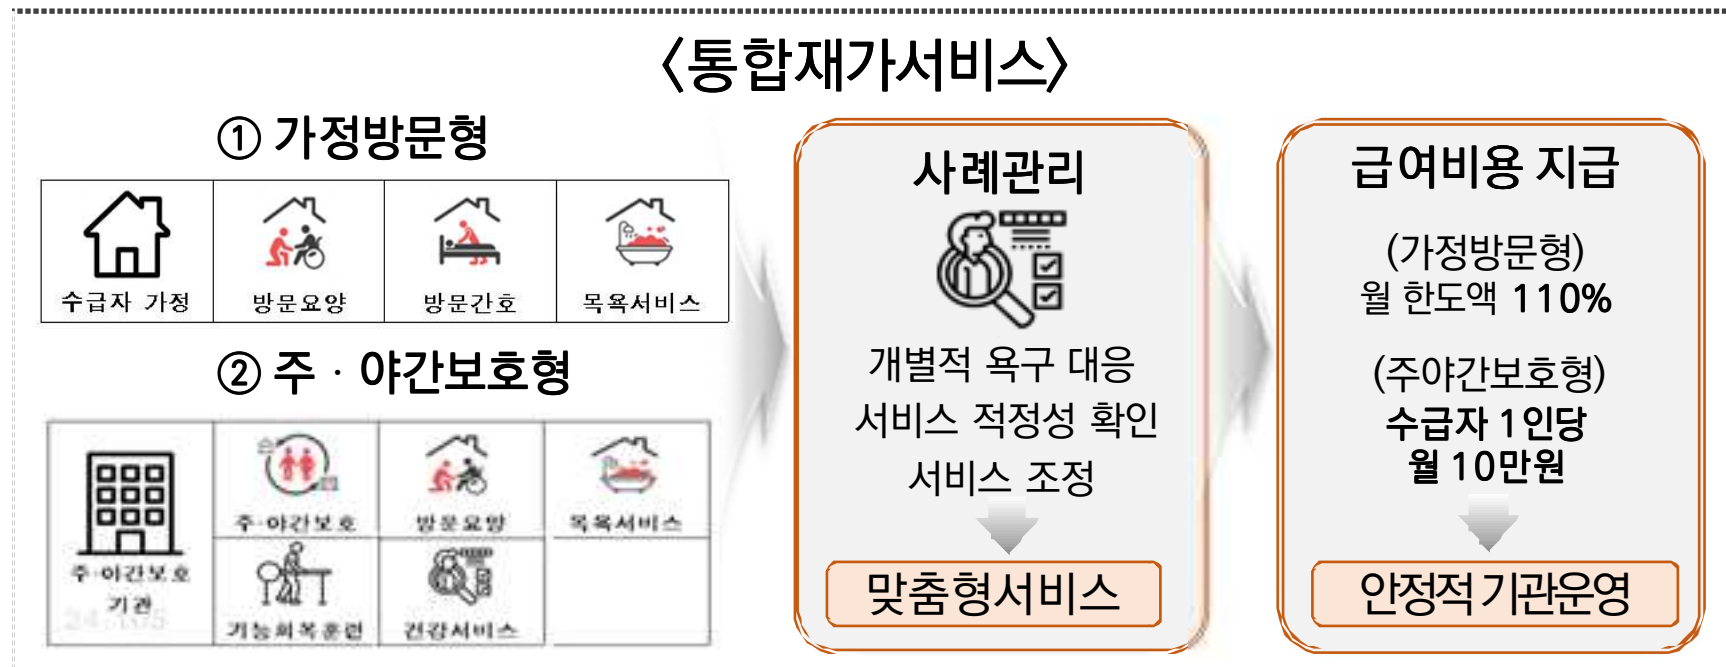 <통합재가서비스>
① 가정방문형
수급자 가정
방문요양
방문간호
목욕서비스
② 주 · 야간보호형
주·야간보호
기관
주·야간보호
방문요양
목욕서비스
기능회복훈련
건강서비스
사례관리
개별적 욕구 대응
서비스 적정성 확인
서비스 조정
맞춤형서비스
급여비용 지급
(가정방문형)
월 한도액 110%
(주야간보호형)
수급자 1인당
월 10만원
안정적 기관운영